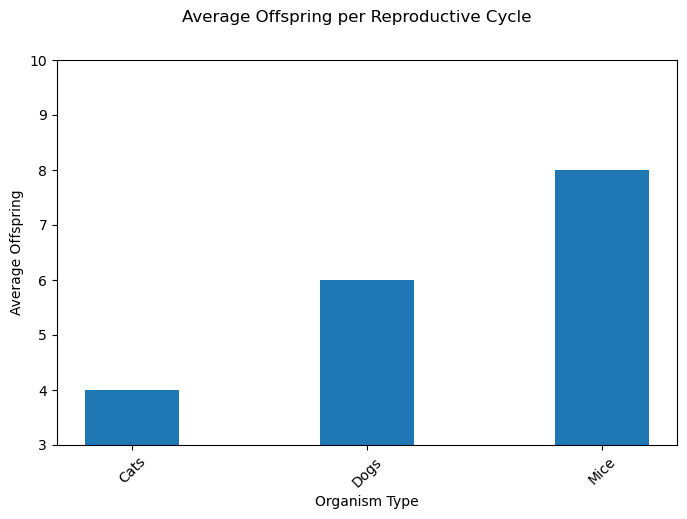 Average Offspring per Reproductive Cycle
10
9
8
7
6
5
4
3
Average Offspring
Cats
Dogs
Mice
Organism Type